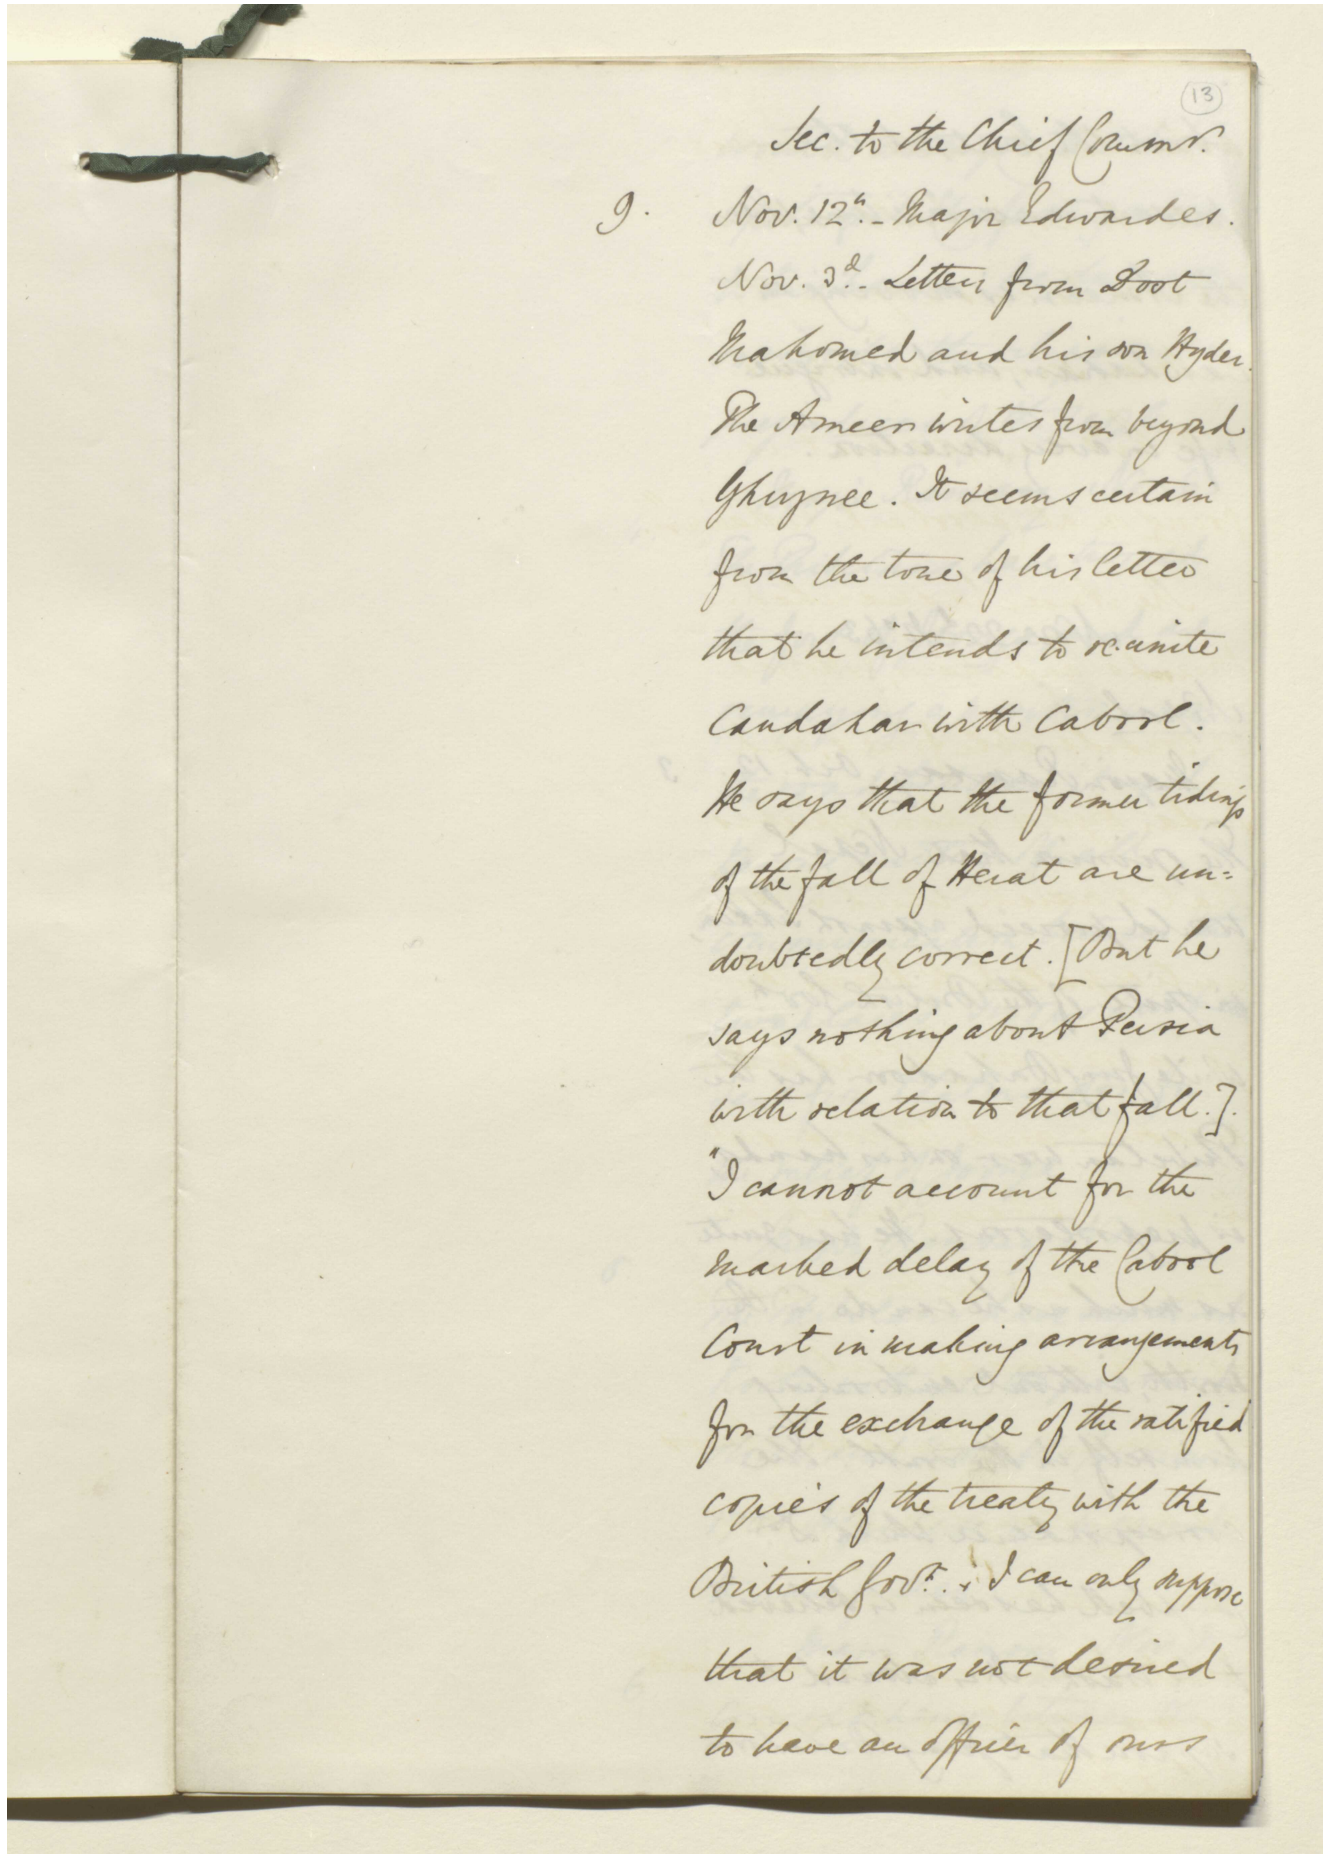 13
Sec. to the Chief Commr.
9. Nov. 12th. - Major Edwardes.
Nov. 3d. - Letters from Dost
Mahomed and his son Hyder.
The Ameer writes from beyond
Ghuznee. It seems certain
from the tone of his letter
that he intends to re-unite
Candahar with Cabool.
He says that the former tidings
of the fall of Herat are un=
doubtedly correct. [But he
says nothing about Persia
with relation to that fall.].
"I cannot account for the
marked delay of the Cabool
Court in making arrangements
for the exchange of the ratified
copies of the treaty with the
British Govt. ; I can only suppose
that it was not desired
to have an officer of ours